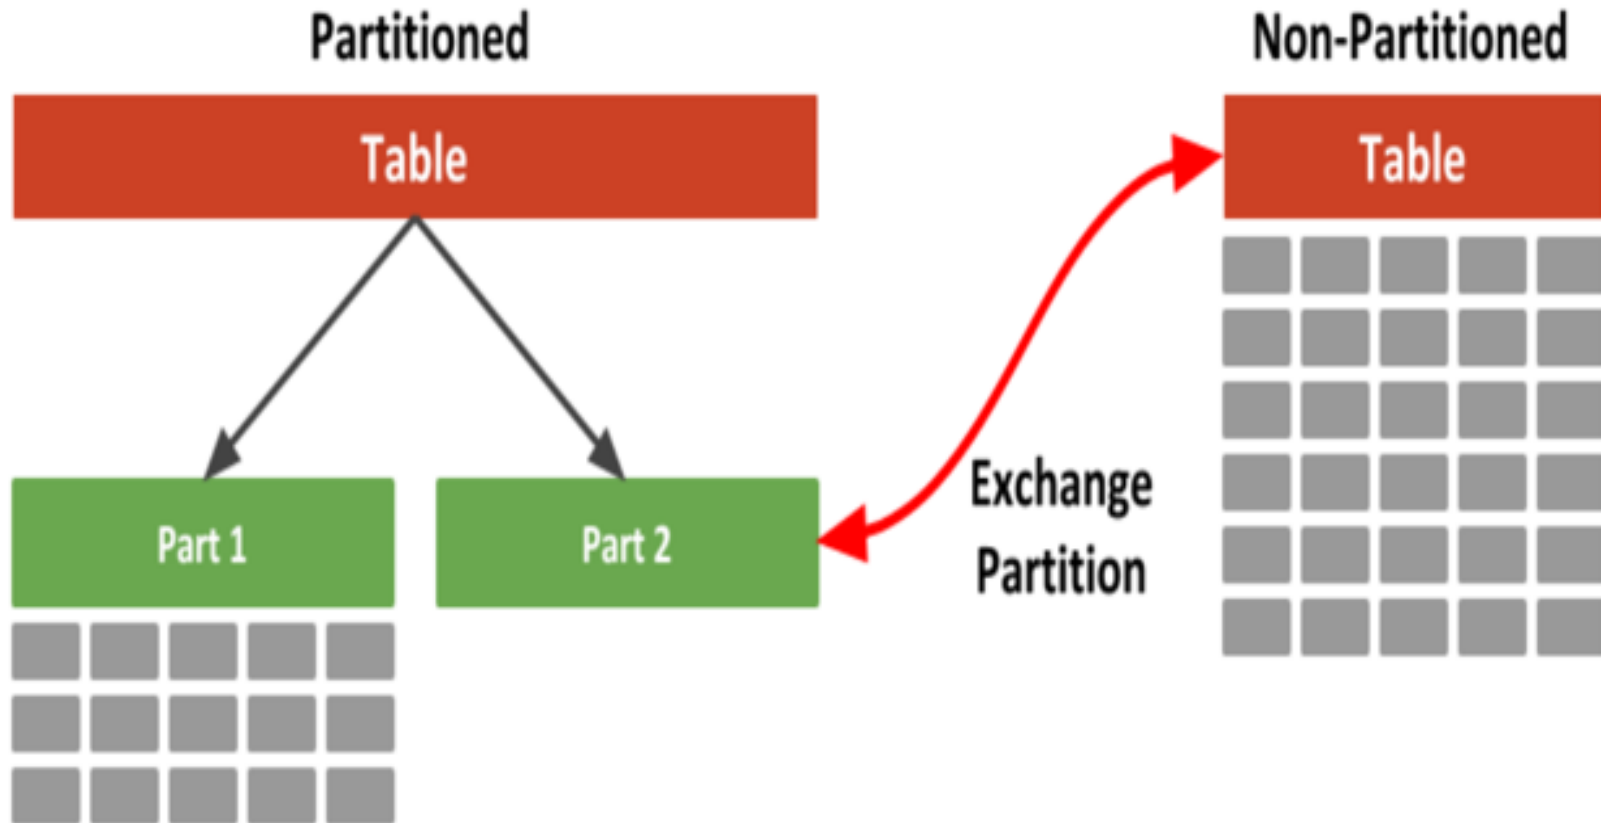 Partitioned
Non-Partitioned
Table
Table
Exchange
Partition
Part 1
Part 2